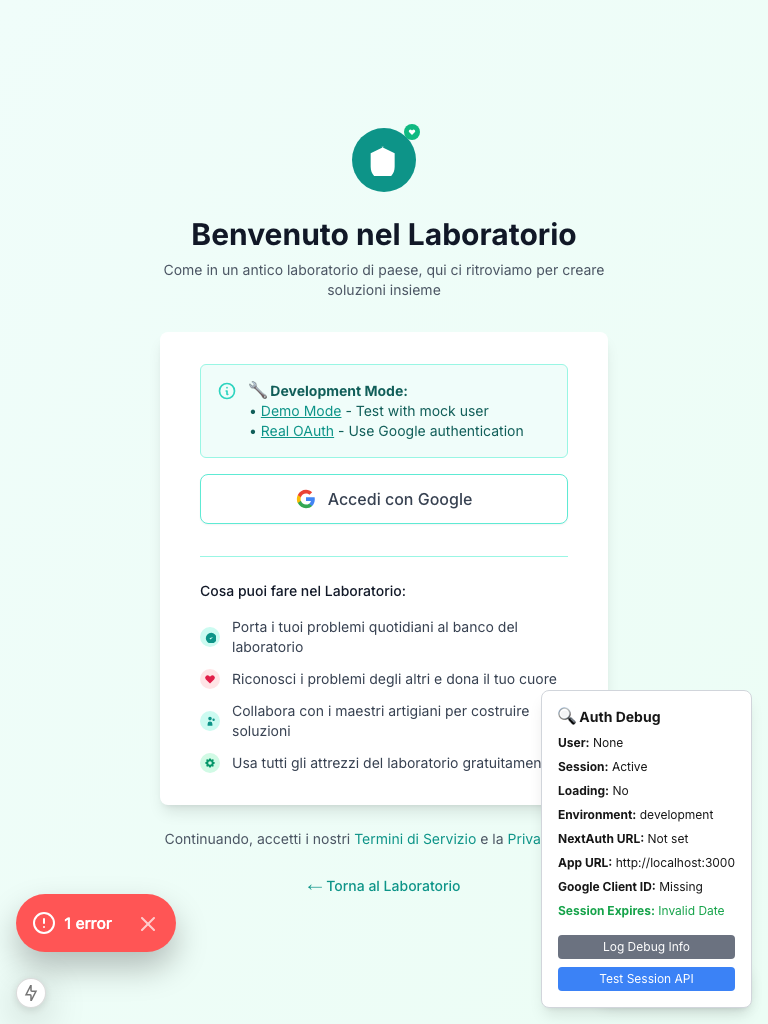 Benvenuto nel Laboratorio
Come in un antico laboratorio di paese, qui ci ritroviamo per creare
soluzioni insieme
🔧 Development Mode:
• Demo Mode - Test with mock user
• Real OAuth - Use Google authentication
Accedi con Google
Cosa puoi fare nel Laboratorio:
Porta i tuoi problemi quotidiani al banco del
laboratorio
Riconosci i problemi degli altri e dona il tuo cuore
Collabora con i maestri artigiani per costruire
soluzioni
Usa tutti gli attrezzi del laboratorio
Continuando, accetti i nostri Termini di Servizio e la
← Torna al Laboratorio
1 error
🔍 Auth Debug
User: None
Session: Active
Loading: No
Environment: development
NextAuth URL: Not set
App URL: http://localhost:3000
Google Client ID: Missing
Session Expires: Invalid Date
Log Debug Info
Test Session API